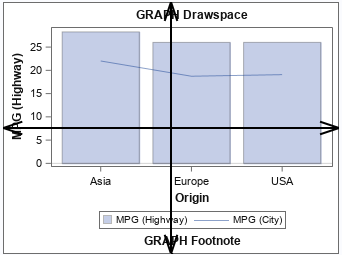 GRAPH Drawspace
MPG (Highway)
25
20
15
10
5
0
Asia Europe USA
Origin
MPG (Highway) MPG (City)
GRAPH Footnote